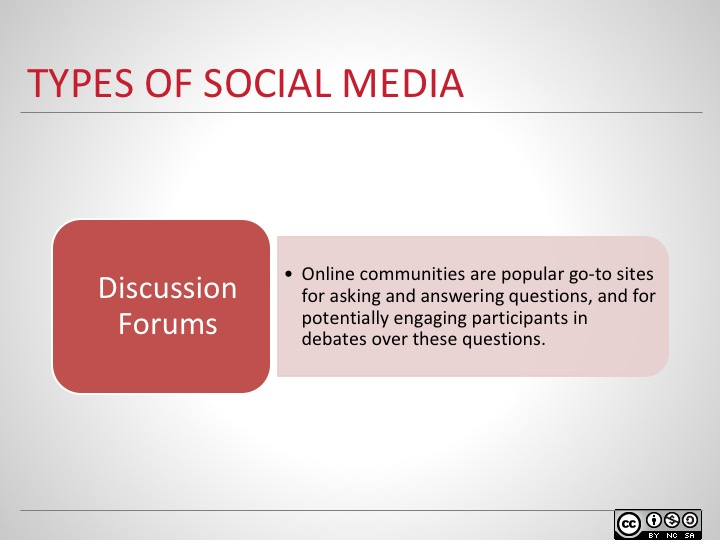 TYPES OF SOCIAL MEDIA
Discussion
Forums
• Online communities are popular go-to sites
for asking and answering questions, and for
potentially engaging participants in
debates over these questions.
cc
BY NC SA